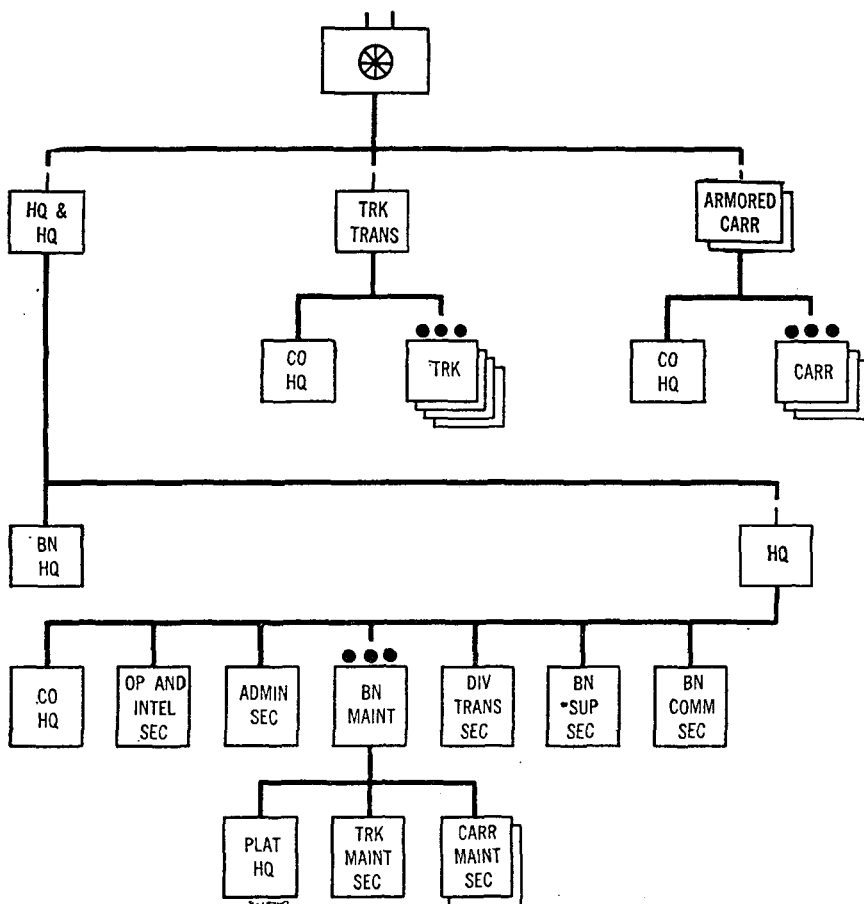 HQ &
HQ
TRK
TRANS
ARMORED
CARR
CO
HQ
TRK
CO
HQ
CARR
BN
HQ
HQ
CO
HQ
OP AND
INTEL
SEC
ADMIN
SEC
BN
MAINT
DIV
TRANS
SEC
BN
SUP
SEC
BN
COMM
SEC
PLAT
HQ
TRK
MAINT
SEC
CARR
MAINT
SEC